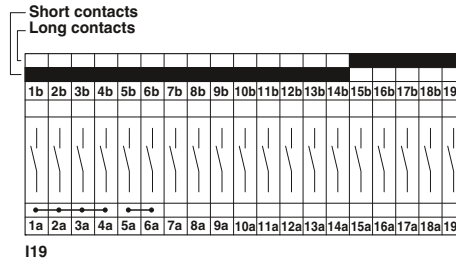 Short contacts
Long contacts
1b 2b 3b 4b 5b 6b 7b 8b 9b 10b 11b 12b 13b 14b 15b 16b 17b 18b 19
1a 2a 3a 4a 5a 6a 7a 8a 9a 10a 11a 12a 13a 14a 15a 16a 17a 18a 19
I19